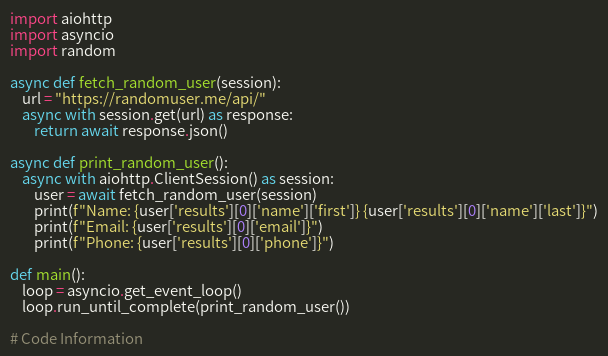 import aiohttp
import asyncio
import random

async def fetch_random_user(session):
    url = "https://randomuser.me/api/"
    async with session.get(url) as response:
        return await response.json()

async def print_random_user():
    async with aiohttp.ClientSession() as session:
        user = await fetch_random_user(session)
        print(f"Name: {user['results'][0]['name']['first']} {user['results'][0]['name']['last']}")
        print(f"Email: {user['results'][0]['email']}")
        print(f"Phone: {user['results'][0]['phone']}")

def main():
    loop = asyncio.get_event_loop()
    loop.run_until_complete(print_random_user())

# Code Information